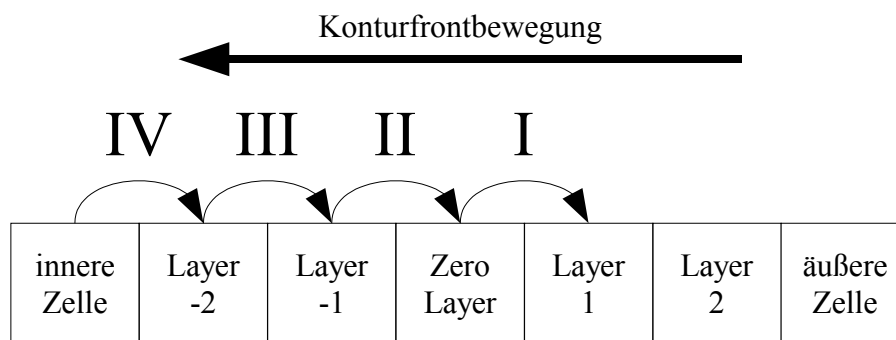 Konturfrontbewegung
IV III II I
innere Zelle
Layer -2
Layer -1
Zero Layer
Layer 1
Layer 2
äußere Zelle